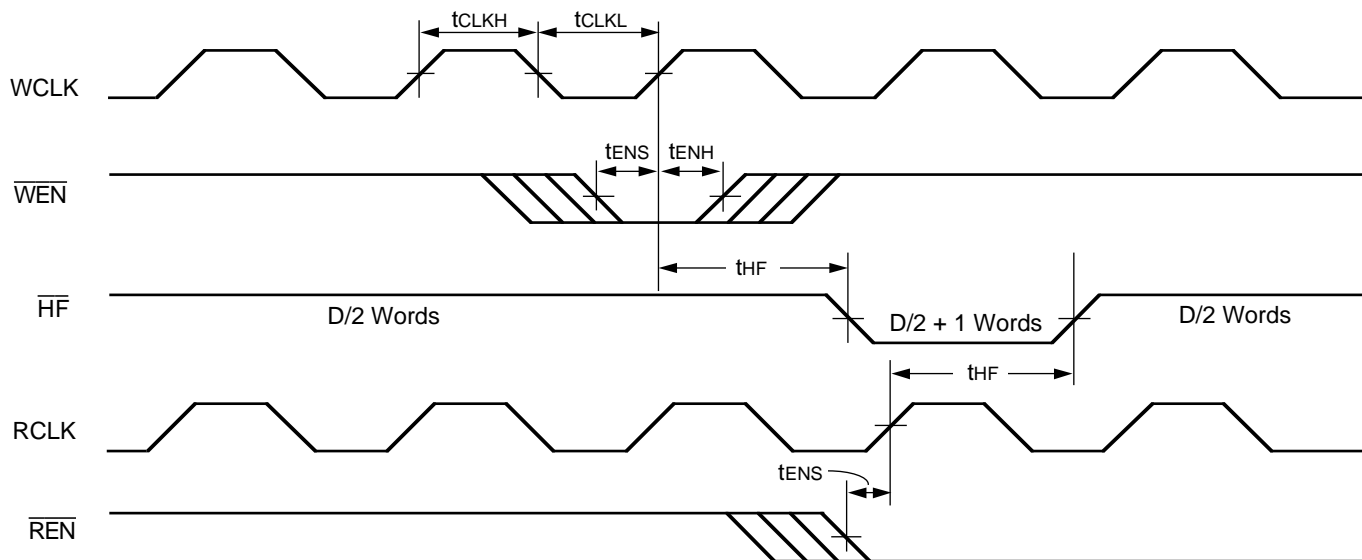 tCLKH tCLKL
WCLK
tENS tENH
WEN
tHF
HF
D/2 Words D/2 + 1 Words D/2 Words
tHF
RCLK
tENS
REN